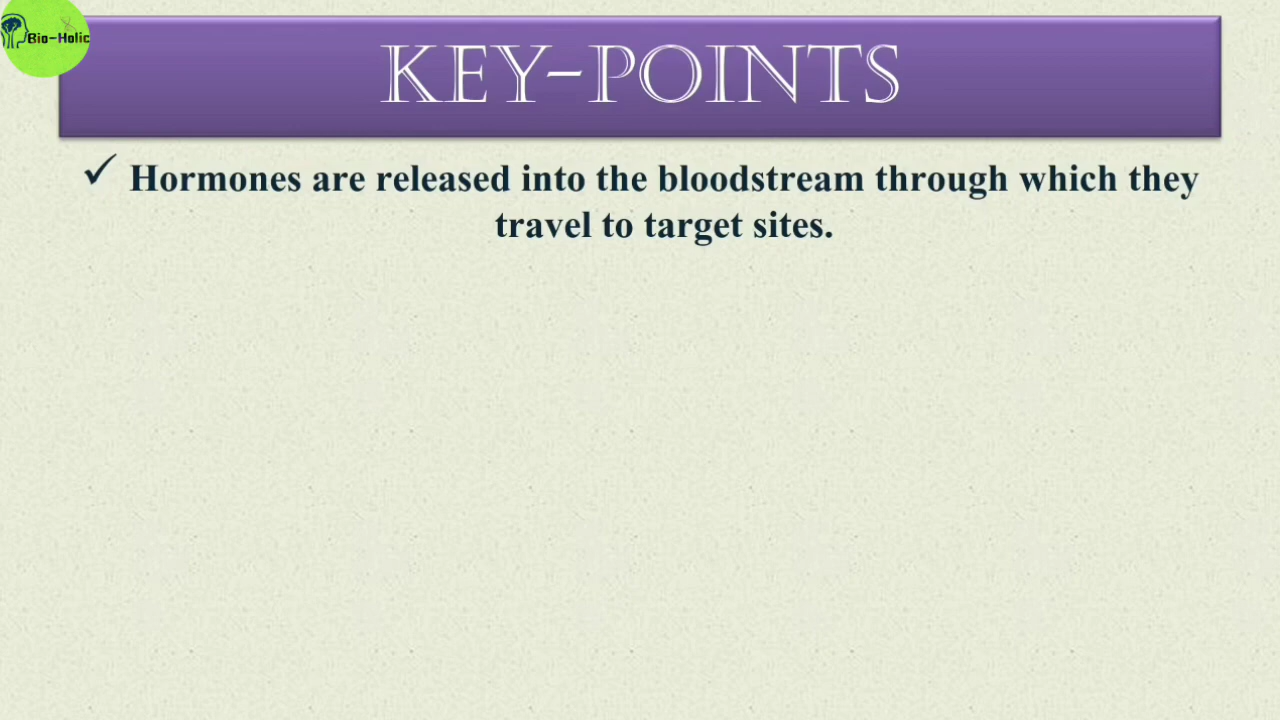 Bio-Holic
KEY-POINTS
✓ Hormones are released into the bloodstream through which they
travel to target sites.